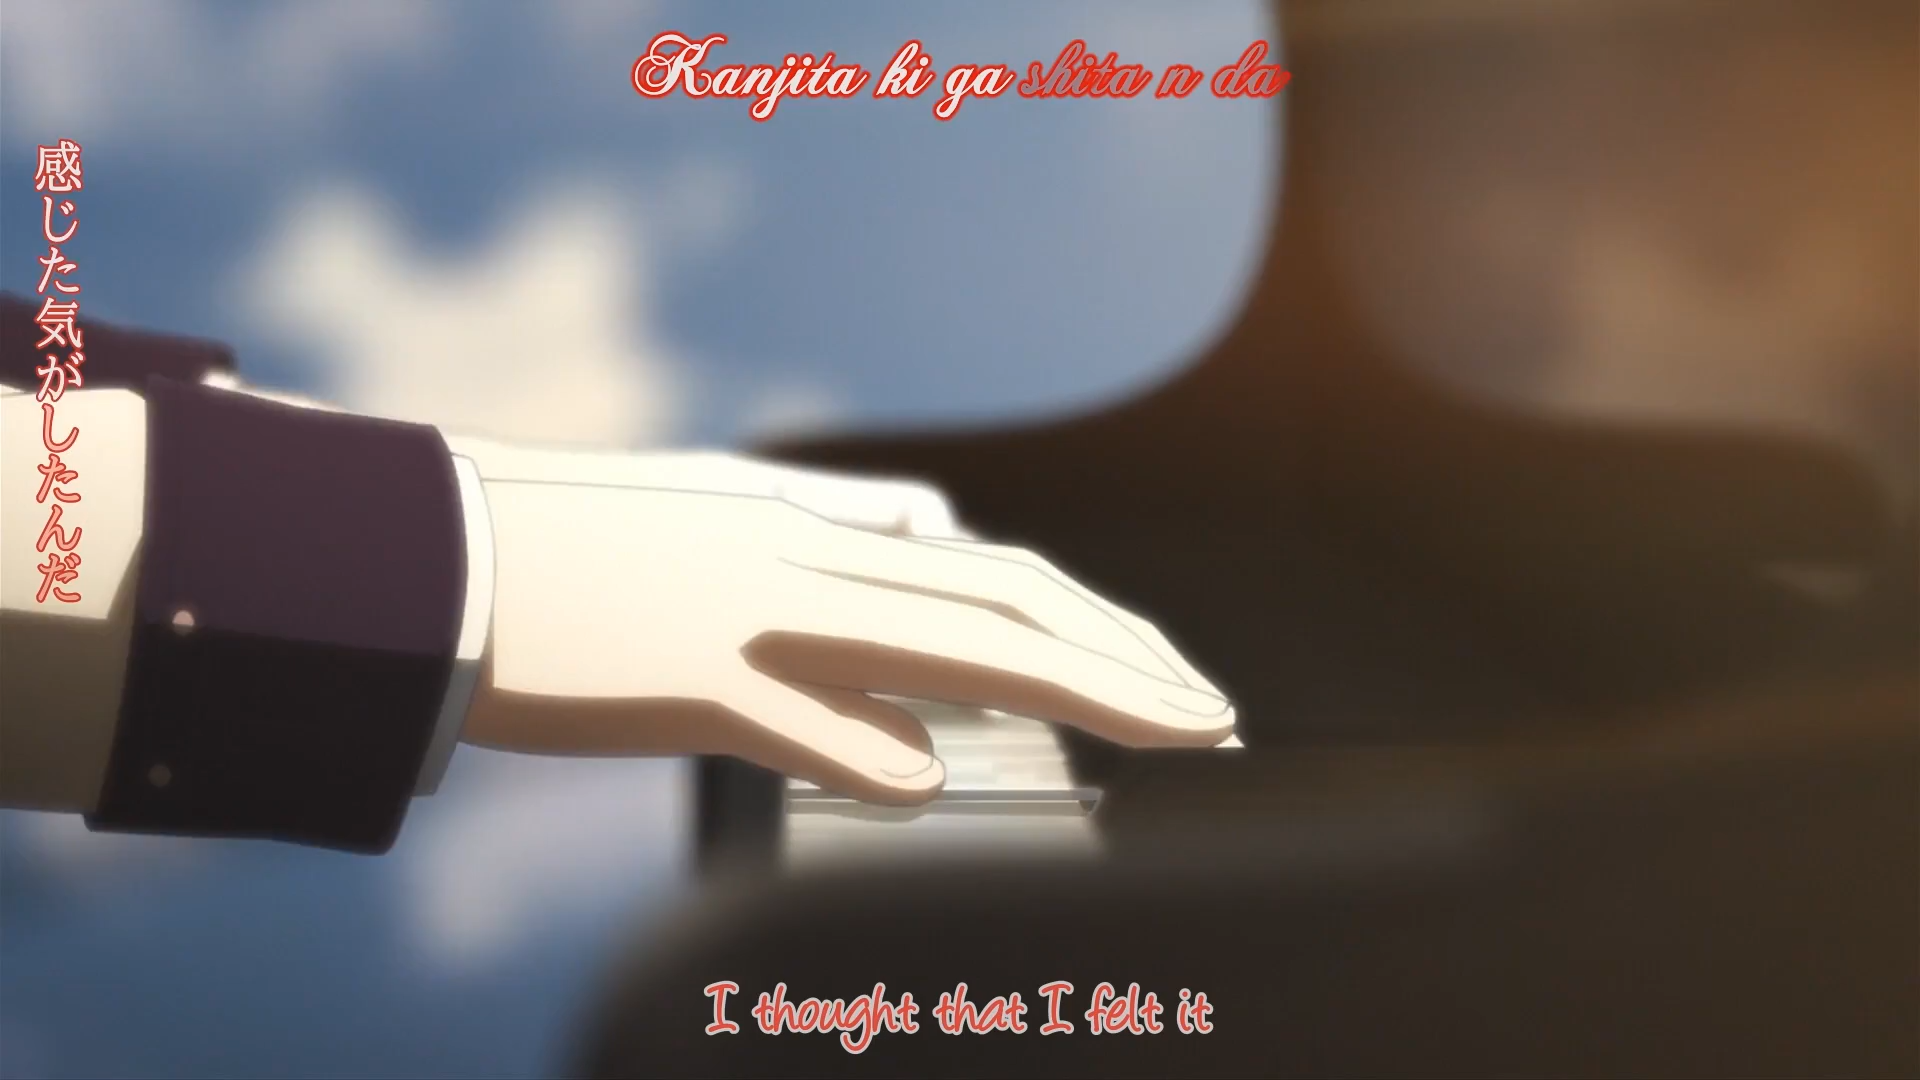 Kanjita ki ga shita n da
感じた気がしたんだ
I thought that I felt it